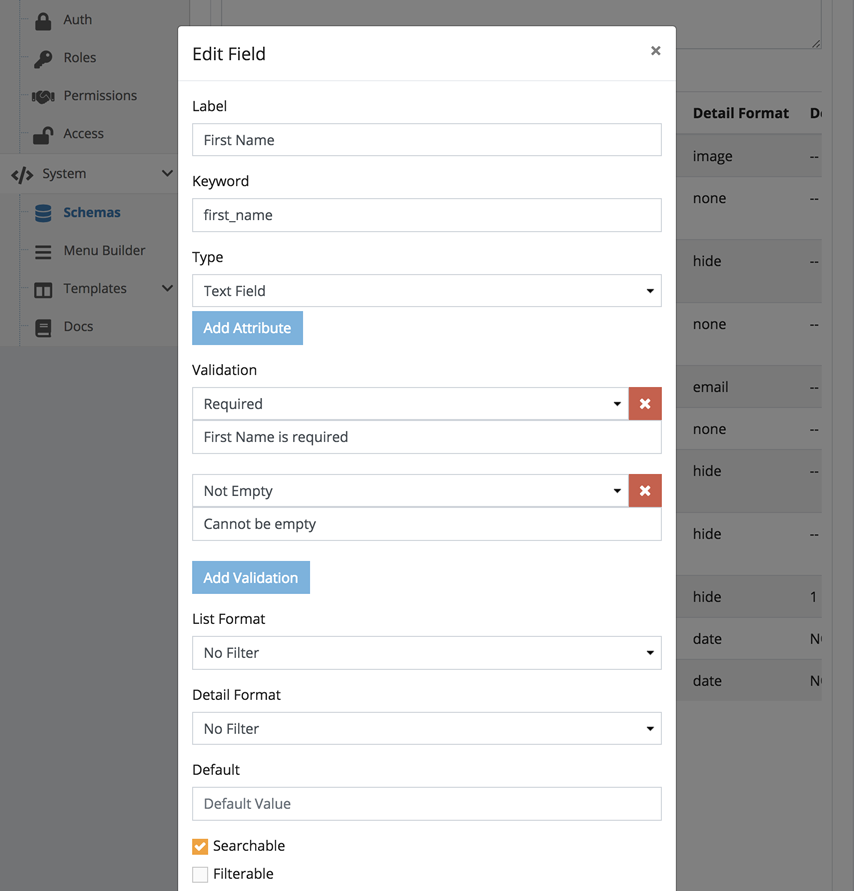 Auth
Roles
Permissions
Access
System
Schemas
Menu Builder
Templates
Docs
Edit Field
×
Label
First Name
Keyword
first_name
Type
Text Field
Add Attribute
Validation
Required
First Name is required
Not Empty
Cannot be empty
Add Validation
List Format
No Filter
Detail Format
No Filter
Default
Default Value
Searchable
Filterable
Detail Format
image --
none --
hide --
none --
email --
none --
hide --
hide --
hide 1
date
date